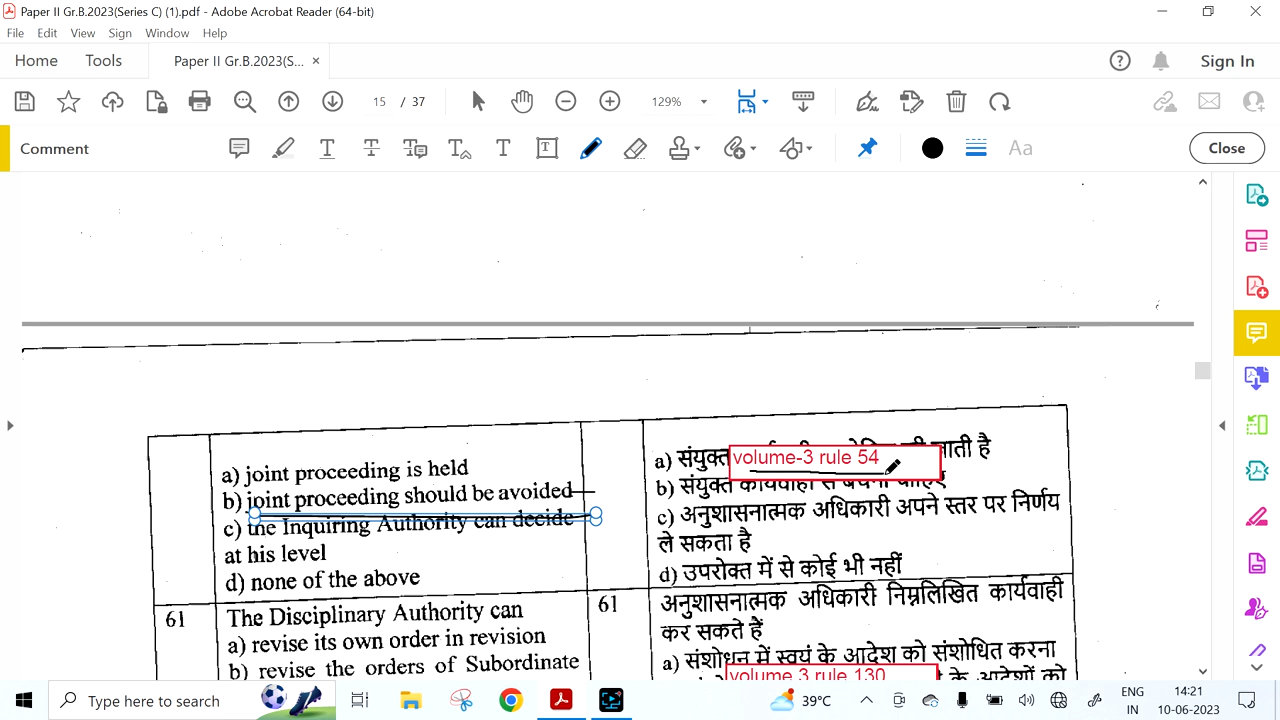 Paper II Gr.B.2023(Series C) (1).pdf - Adobe Acrobat Reader (64-bit)
File Edit View Sign Window Help
Home Tools Paper II Gr.B.2023(S... × Sign In
15 / 37 129%
Comment Aa Close
a) joint proceeding is held
b) joint proceeding should be avoided
c) the Inquiring Authority can decide
at his level
d) none of the above
a) संयुक्त जाती है
volume-3 rule 54
b) संयुक्त कार्यवाही से बचना चाहिए
c) अनुशासनात्मक अधिकारी अपने स्तर पर निर्णय
ले सकता है
d) उपरोक्त में से कोई भी नहीं
61 The Disciplinary Authority can
a) revise its own order in revision
b) revise the orders of Subordinate
61 अनुशासनात्मक अधिकारी निम्नलिखित कार्यवाही
कर सकते हैं
a) संशोधन में स्वयं के आदेश को संशोधित करना
volume 3 rule 130
के आदेशों को
Type here to search 39°C ENG IN 14:21 10-06-2023